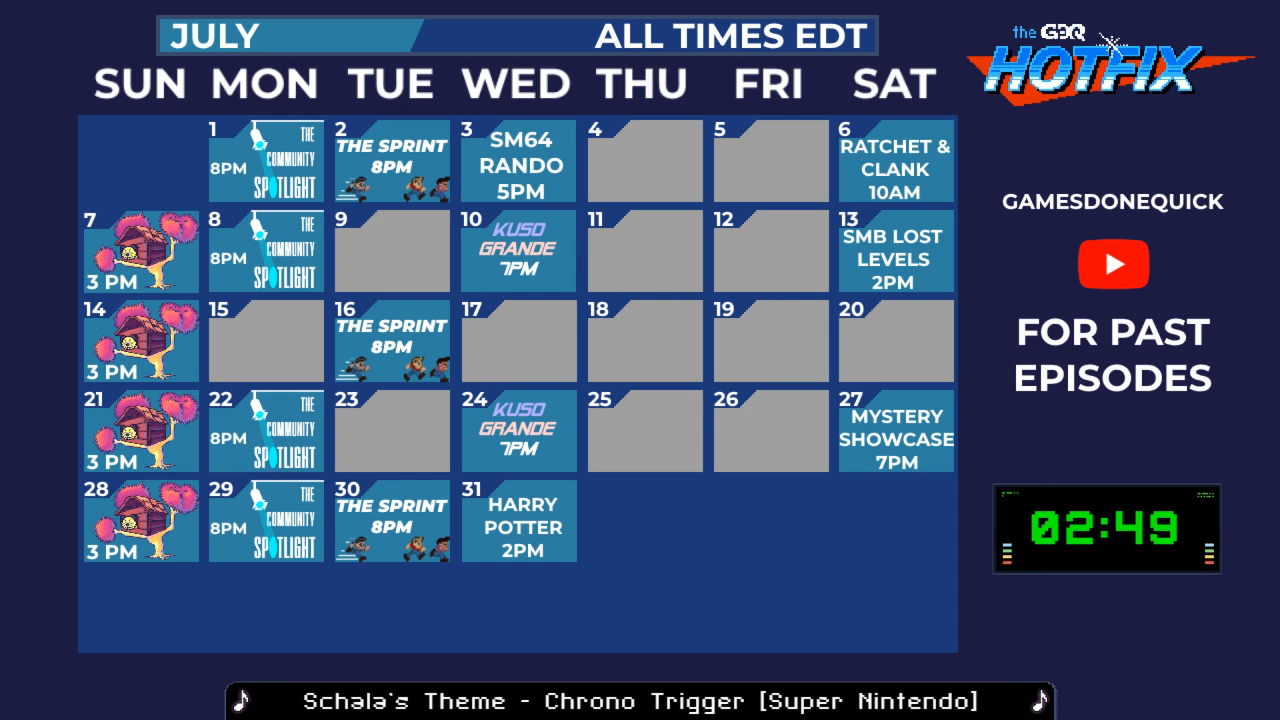 JULY
ALL TIMES EDT
the GDQ
HOTFIX
SUN MON TUE WED THU FRI SAT
1
8PM
THE
COMMUNITY
SPOTLIGHT
2
THE SPRINT
8PM
3
SM64
RANDO
5PM
4
5
6
RATCHET &
CLANK
10AM
7
3 PM
8
8PM
THE
COMMUNITY
SPOTLIGHT
9
10
KUSO
GRANDE
7PM
11
12
13
SMB LOST
LEVELS
2PM
14
3 PM
15
16
THE SPRINT
8PM
17
18
19
20
21
3 PM
22
8PM
THE
COMMUNITY
SPOTLIGHT
23
24
KUSO
GRANDE
7PM
25
26
27
MYSTERY
SHOWCASE
7PM
28
3 PM
29
8PM
THE
COMMUNITY
SPOTLIGHT
30
THE SPRINT
8PM
31
HARRY
POTTER
2PM
GAMESDONEQUICK
FOR PAST
EPISODES
02:49
Schala's Theme - Chrono Trigger [Super Nintendo]